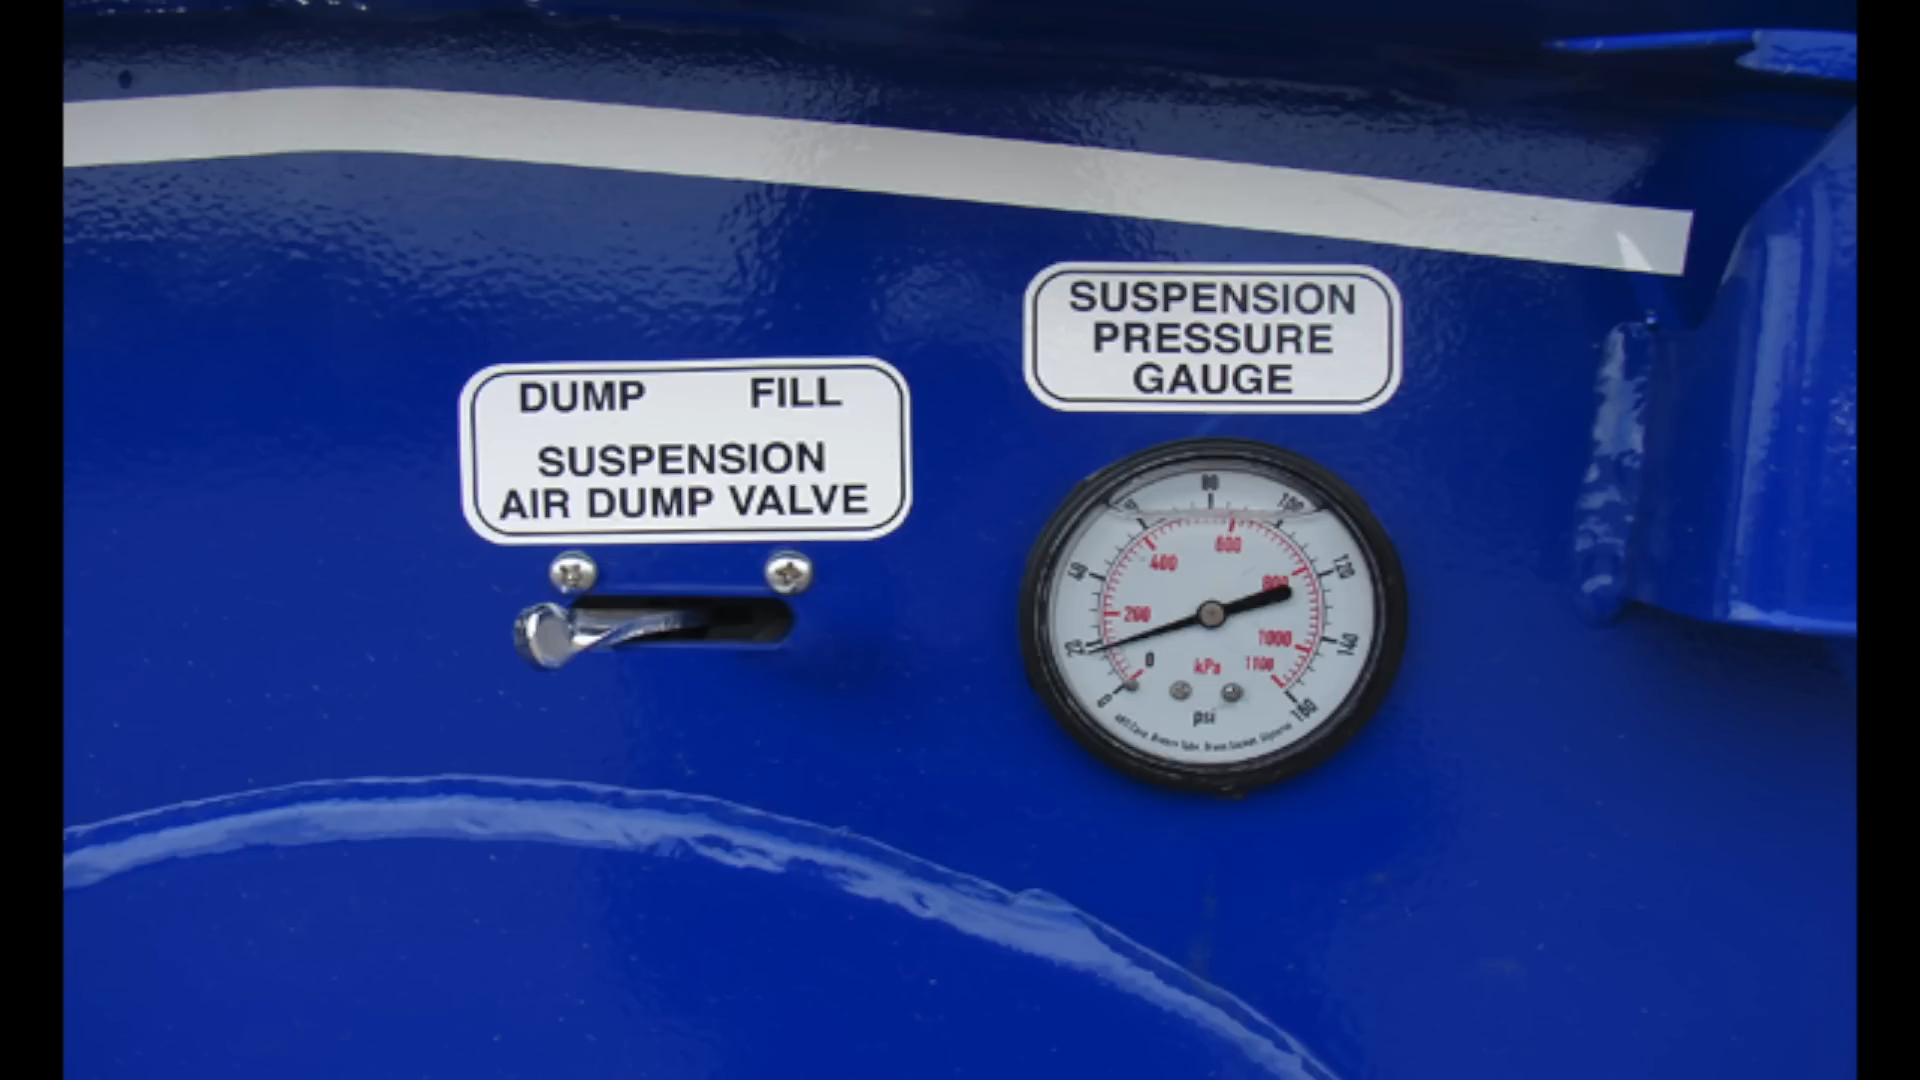 SUSPENSION
PRESSURE
GAUGE
DUMP FILL
SUSPENSION
AIR DUMP VALVE
80
100
120
140
160
40
20
0
400
600
800
200
1000
1100
0
kPa
psi